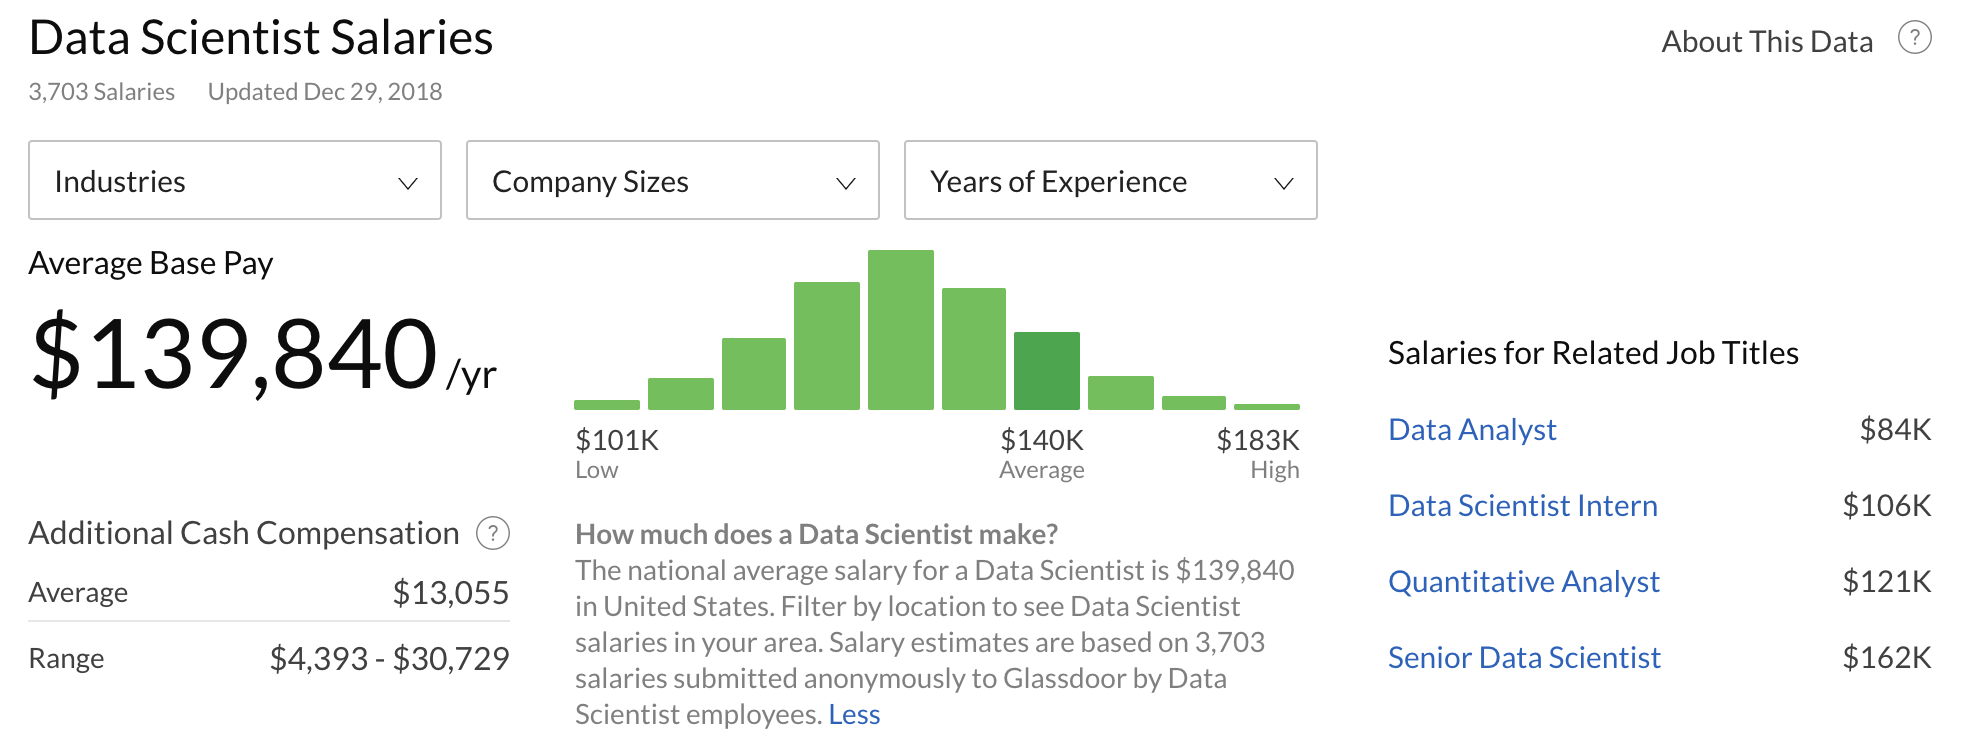 Data Scientist Salaries
About This Data ?
3,703 Salaries Updated Dec 29, 2018
Industries
Company Sizes
Years of Experience
Average Base Pay
$139,840 /yr
$101K
Low
$140K
Average
$183K
High
Additional Cash Compensation ?
Average $13,055
Range $4,393 - $30,729
How much does a Data Scientist make?
The national average salary for a Data Scientist is $139,840
in United States. Filter by location to see Data Scientist
salaries in your area. Salary estimates are based on 3,703
salaries submitted anonymously to Glassdoor by Data
Scientist employees. Less
Salaries for Related Job Titles
Data Analyst $84K
Data Scientist Intern $106K
Quantitative Analyst $121K
Senior Data Scientist $162K